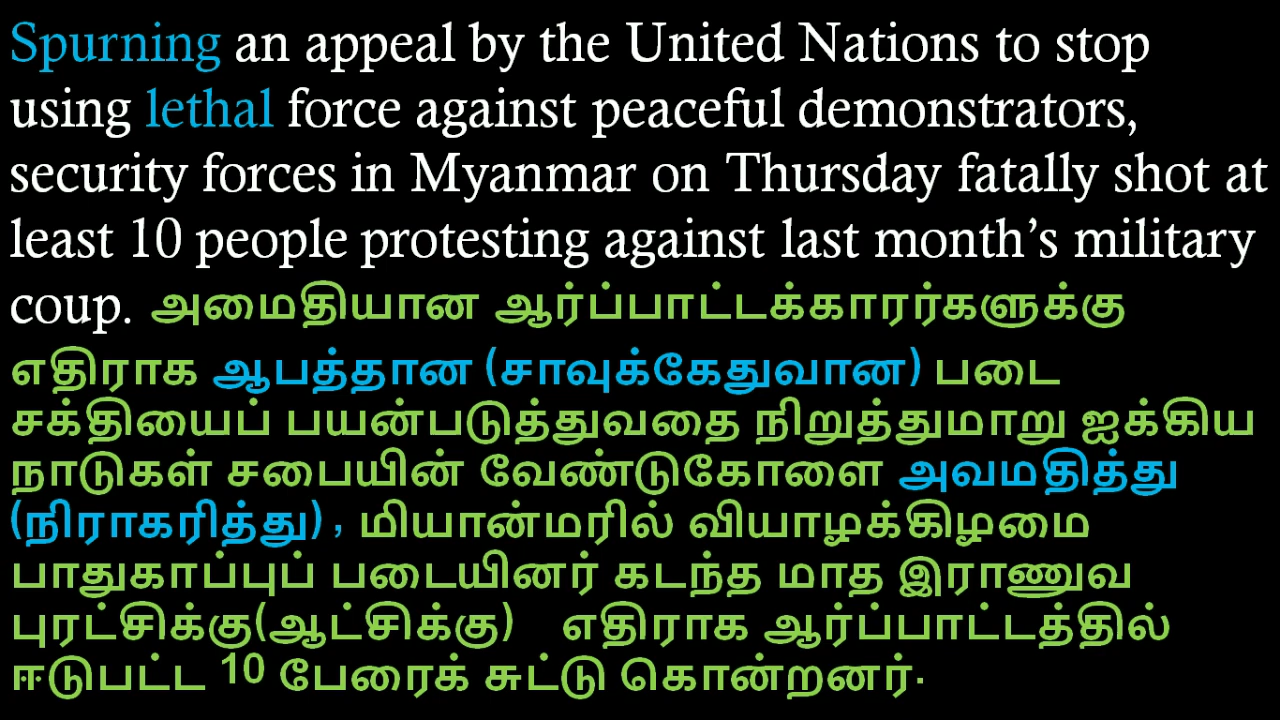 Spurning an appeal by the United Nations to stop
using lethal force against peaceful demonstrators,
security forces in Myanmar on Thursday fatally shot at
least 10 people protesting against last month’s military
coup. அமைதியான ஆர்ப்பாட்டக்காரர்களுக்கு
எதிராக ஆபத்தான (சாவுக்கேதுவான) படை
சக்தியைப் பயன்படுத்துவதை நிறுத்துமாறு ஐக்கிய
நாடுகள் சபையின் வேண்டுகோளை அவமதித்து
(நிராகரித்து) , மியான்மரில் வியாழக்கிழமை
பாதுகாப்புப் படையினர் கடந்த மாத இராணுவ
புரட்சிக்கு(ஆட்சிக்கு) எதிராக ஆர்ப்பாட்டத்தில்
ஈடுபட்ட 10 பேரைக் சுட்டு கொன்றனர்.